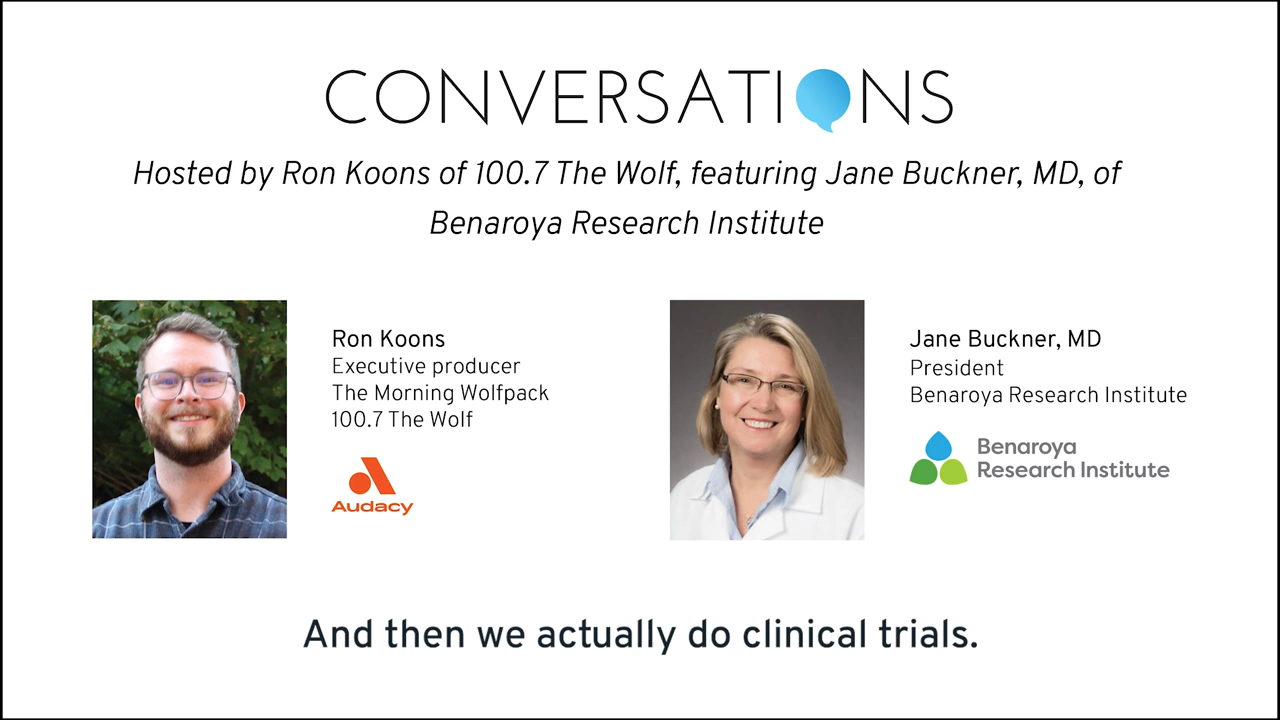 CONVERSATIONS
Hosted by Ron Koons of 100.7 The Wolf, featuring Jane Buckner, MD, of
Benaroya Research Institute
Ron Koons
Executive producer
The Morning Wolfpack
100.7 The Wolf
Audacy
Jane Buckner, MD
President
Benaroya Research Institute
Benaroya
Research Institute
And then we actually do clinical trials.